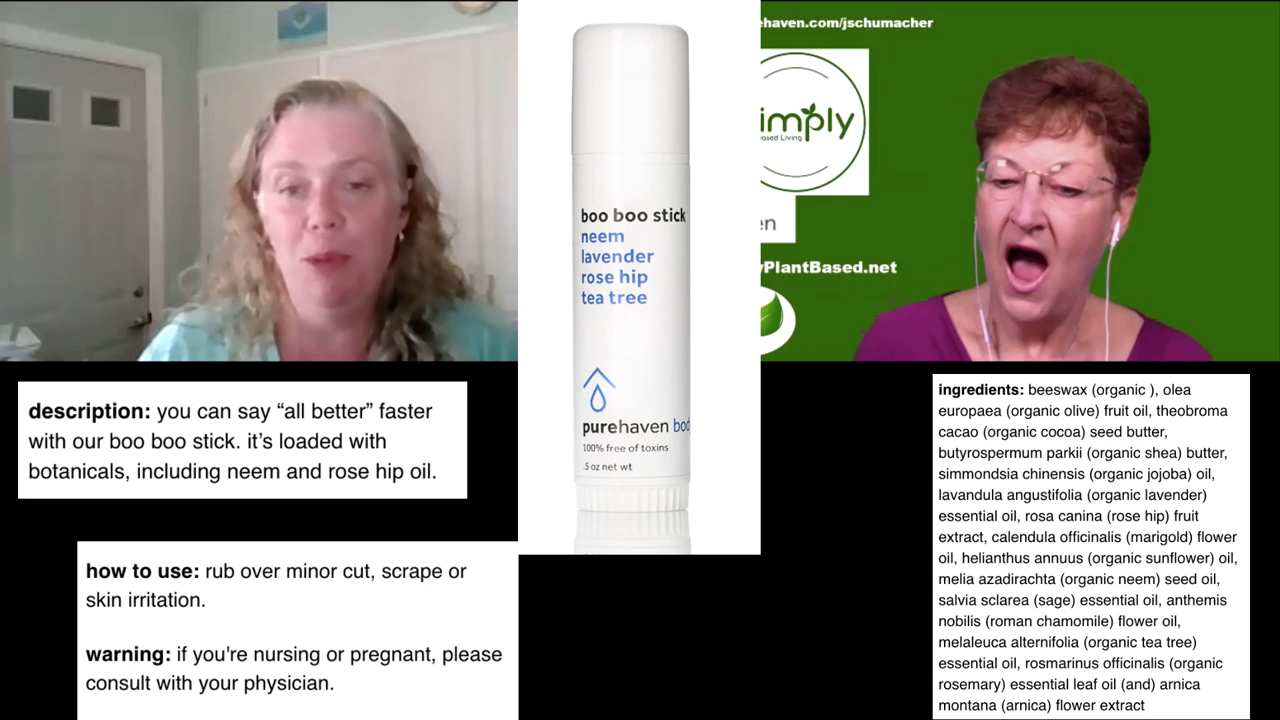 ehaven.com/jschumacher
imply
Based Living
en
yPlantBased.net
boo boo stick
neem
lavender
rose hip
tea tree
purehaven bod
100% free of toxins
.5 oz net wt
description: you can say “all better” faster
with our boo boo stick. it’s loaded with
botanicals, including neem and rose hip oil.
how to use: rub over minor cut, scrape or
skin irritation.
warning: if you're nursing or pregnant, please
consult with your physician.
ingredients: beeswax (organic ), olea
europaea (organic olive) fruit oil, theobroma
cacao (organic cocoa) seed butter,
butyrospermum parkii (organic shea) butter,
simmondsia chinensis (organic jojoba) oil,
lavandula angustifolia (organic lavender)
essential oil, rosa canina (rose hip) fruit
extract, calendula officinalis (marigold) flower
oil, helianthus annuus (organic sunflower) oil,
melia azadirachta (organic neem) seed oil,
salvia sclarea (sage) essential oil, anthemis
nobilis (roman chamomile) flower oil,
melaleuca alternifolia (organic tea tree)
essential oil, rosmarinus officinalis (organic
rosemary) essential leaf oil (and) arnica
montana (arnica) flower extract